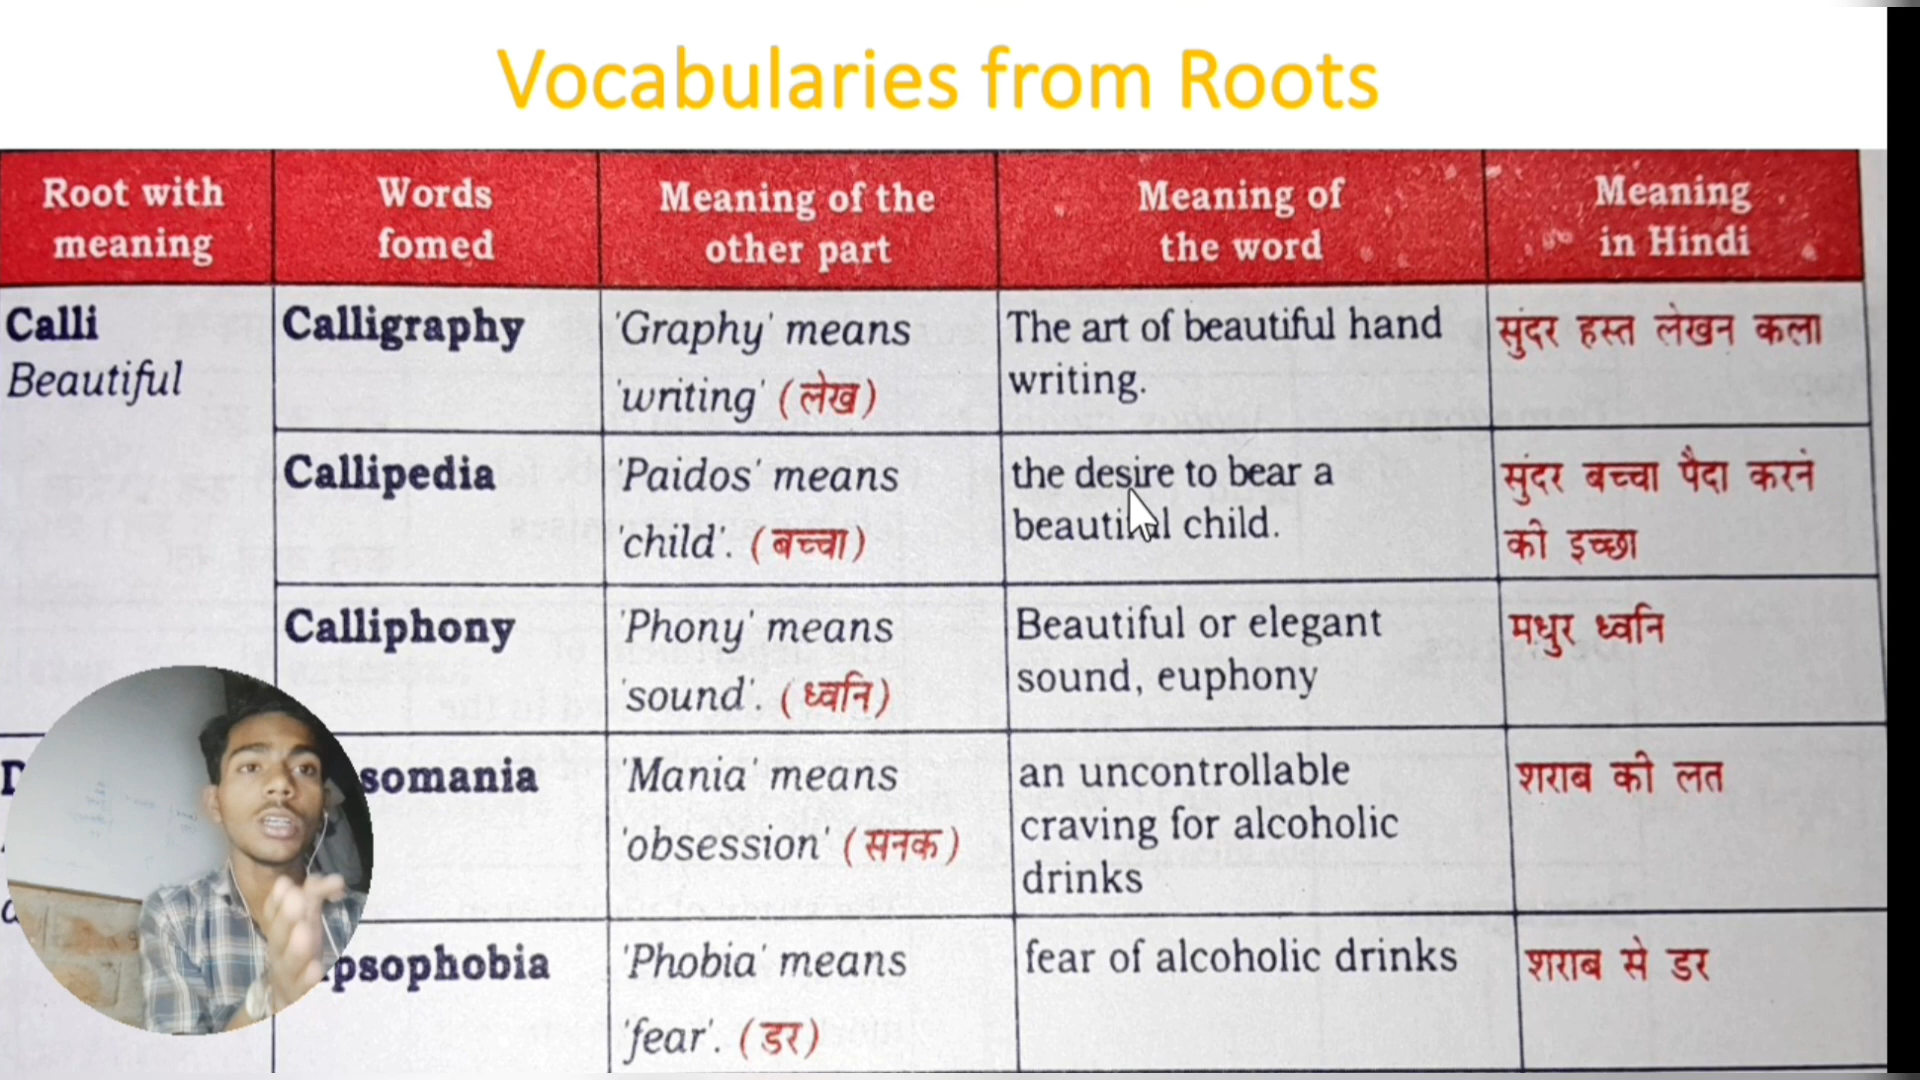 Vocabularies from Roots
Root with meaning
Words fomed
Meaning of the other part
Meaning of the word
Meaning in Hindi
Calli
Beautiful
Calligraphy
'Graphy' means
'writing' (लेख)
The art of beautiful hand
writing.
सुंदर हस्त लेखन कला
Callipedia
'Paidos' means
'child'. (बच्चा)
the desire to bear a
child.
सुंदर बच्चा पैदा करनें
की इच्छा
Calliphony
'Phony' means
'sound'. (ध्वनि)
Beautiful or elegant
sound, euphony
मधुर ध्वनि
'Mania' means
'obsession' (सनक)
an uncontrollable
craving for alcoholic
drinks
शराब की लत
'Phobia' means
'fear'. (डर)
fear of alcoholic drinks
शराब से डर